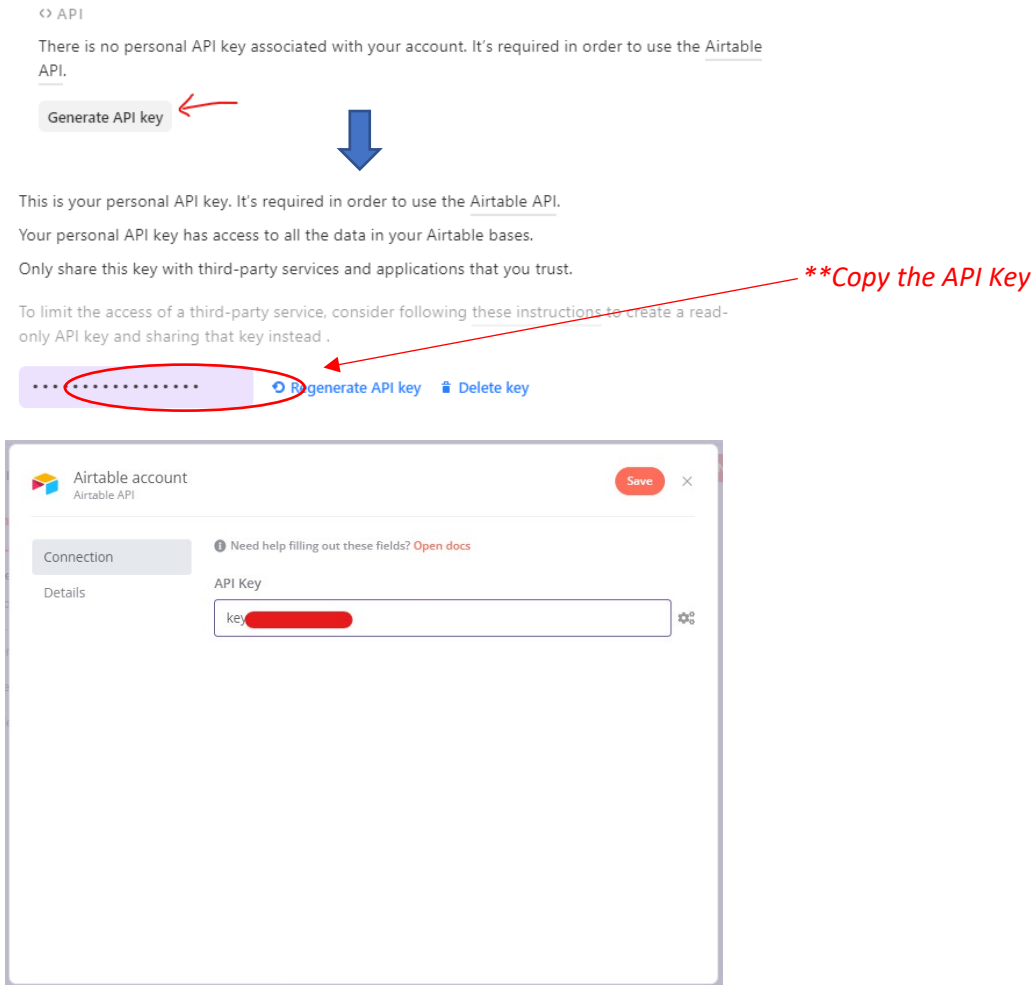 <> API
There is no personal API key associated with your account. It's required in order to use the Airtable
API.
Generate API key
This is your personal API key. It's required in order to use the Airtable API.
Your personal API key has access to all the data in your Airtable bases.
Only share this key with third-party services and applications that you trust.
**Copy the API Key
To limit the access of a third-party service, consider following these instructions to create a read-
only API key and sharing that key instead .
Regenerate API key Delete key
Airtable account
Airtable API
Save
Connection
Details
Need help filling out these fields? Open docs
API Key
key